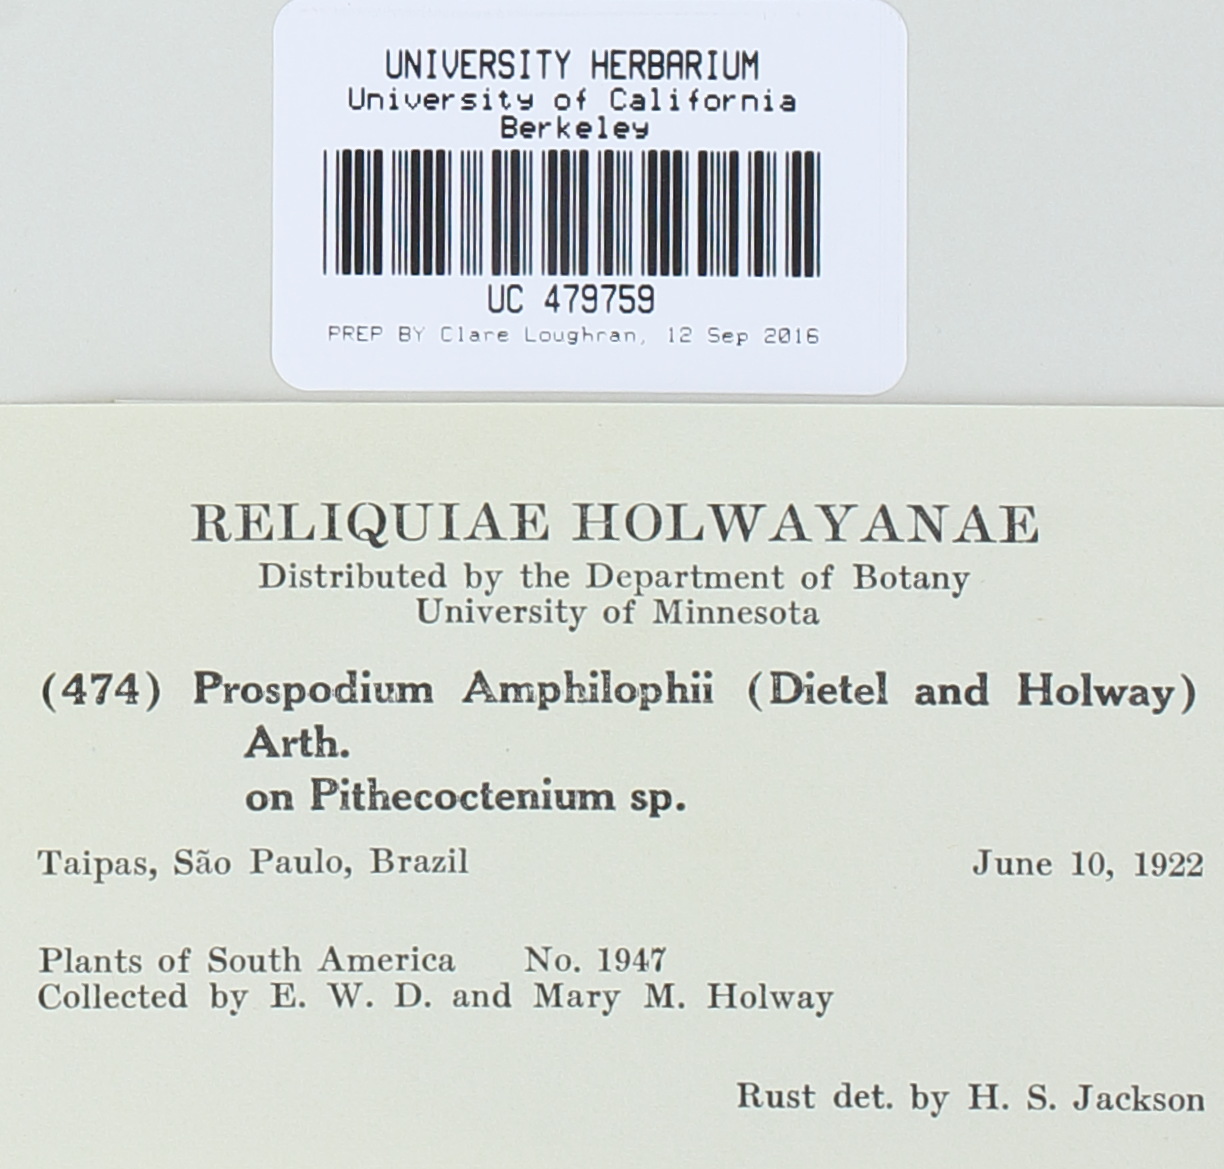 UNIVERSITY HERBARIUM
University of California
Berkeley
UC 479759
PREP BY Clare Loughran, 12 Sep 2016
RELIQUIAE HOLWAYANAE
Distributed by the Department of Botany
University of Minnesota
(474) Prospodium Amphilophii (Dietel and Holway)
Arth.
on Pithecoctenium sp.
Taipas, São Paulo, Brazil June 10, 1922
Plants of South America No. 1947
Collected by E. W. D. and Mary M. Holway
Rust det. by H. S. Jackson